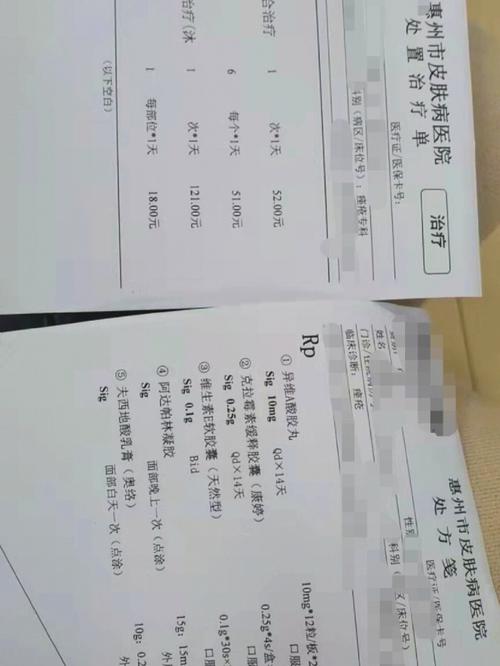 惠州市皮肤病医院
处置治疗单
治疗
医疗证/医保卡号:
科别(病区/床位号): 痤疮专科
合治疗 1 次*1天 52.00元
6 每个*1天 51.00元
治疗(沐 1 次*1天 121.00元
1 每部位*1天 18.00元
(以下空白)
惠州市皮肤病医院
处方笺
医疗证/医保卡号
姓名 性别 科别( 区/床位号)
门诊/住院病历号
临床诊断: 痤疮
Rp
① 异维A酸胶丸 10mg*12粒/板*
Sig 10mg Qd×14天 口服
② 克拉霉素缓释胶囊(康婷) 0.25g*4s/盒
Sig 0.25g Qd×14天 口服
③ 维生素E软胶囊(天然型) 0.1g*30s×
Sig 0.1g Bid 口服
④ 阿达帕林凝胶 15g:15m
Sig 面部晚上一次(点涂) 外
⑤ 夫西地酸乳膏(奥络) 10g:0.2
Sig 面部白天一次(点涂) 外